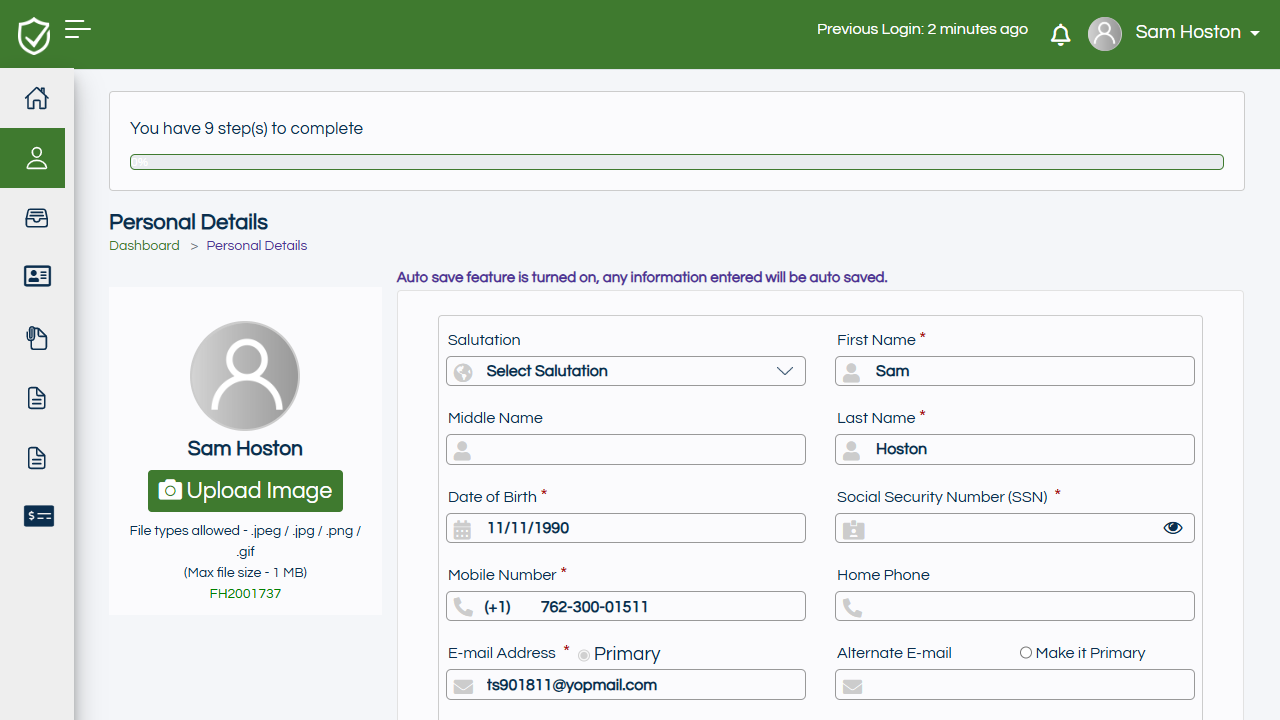 Previous Login: 2 minutes ago
Sam Hoston
You have 9 step(s) to complete
0%
Personal Details
Dashboard > Personal Details
Auto save feature is turned on, any information entered will be auto saved.
Sam Hoston
Upload Image
File types allowed - .jpeg / .jpg / .png /
.gif
(Max file size - 1 MB)
FH2001737
Salutation
First Name *
Select Salutation
Sam
Middle Name
Last Name *
Hoston
Date of Birth *
Social Security Number (SSN) *
11/11/1990
Mobile Number *
Home Phone
(+1) 762-300-01511
E-mail Address * Primary
Alternate E-mail
Make it Primary
ts901811@yopmail.com